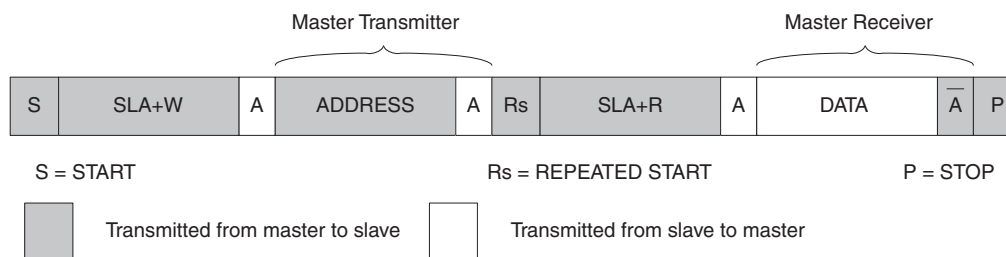 Master Transmitter Master Receiver
S SLA+W A ADDRESS A Rs SLA+R A DATA A̅ P
S = START Rs = REPEATED START P = STOP
Transmitted from master to slave Transmitted from slave to master